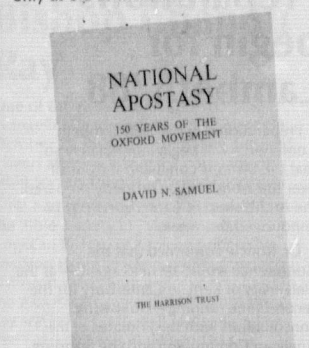 NATIONAL
APOSTASY
150 YEARS OF THE
OXFORD MOVEMENT
DAVID N. SAMUEL
THE HARRISON TRUST